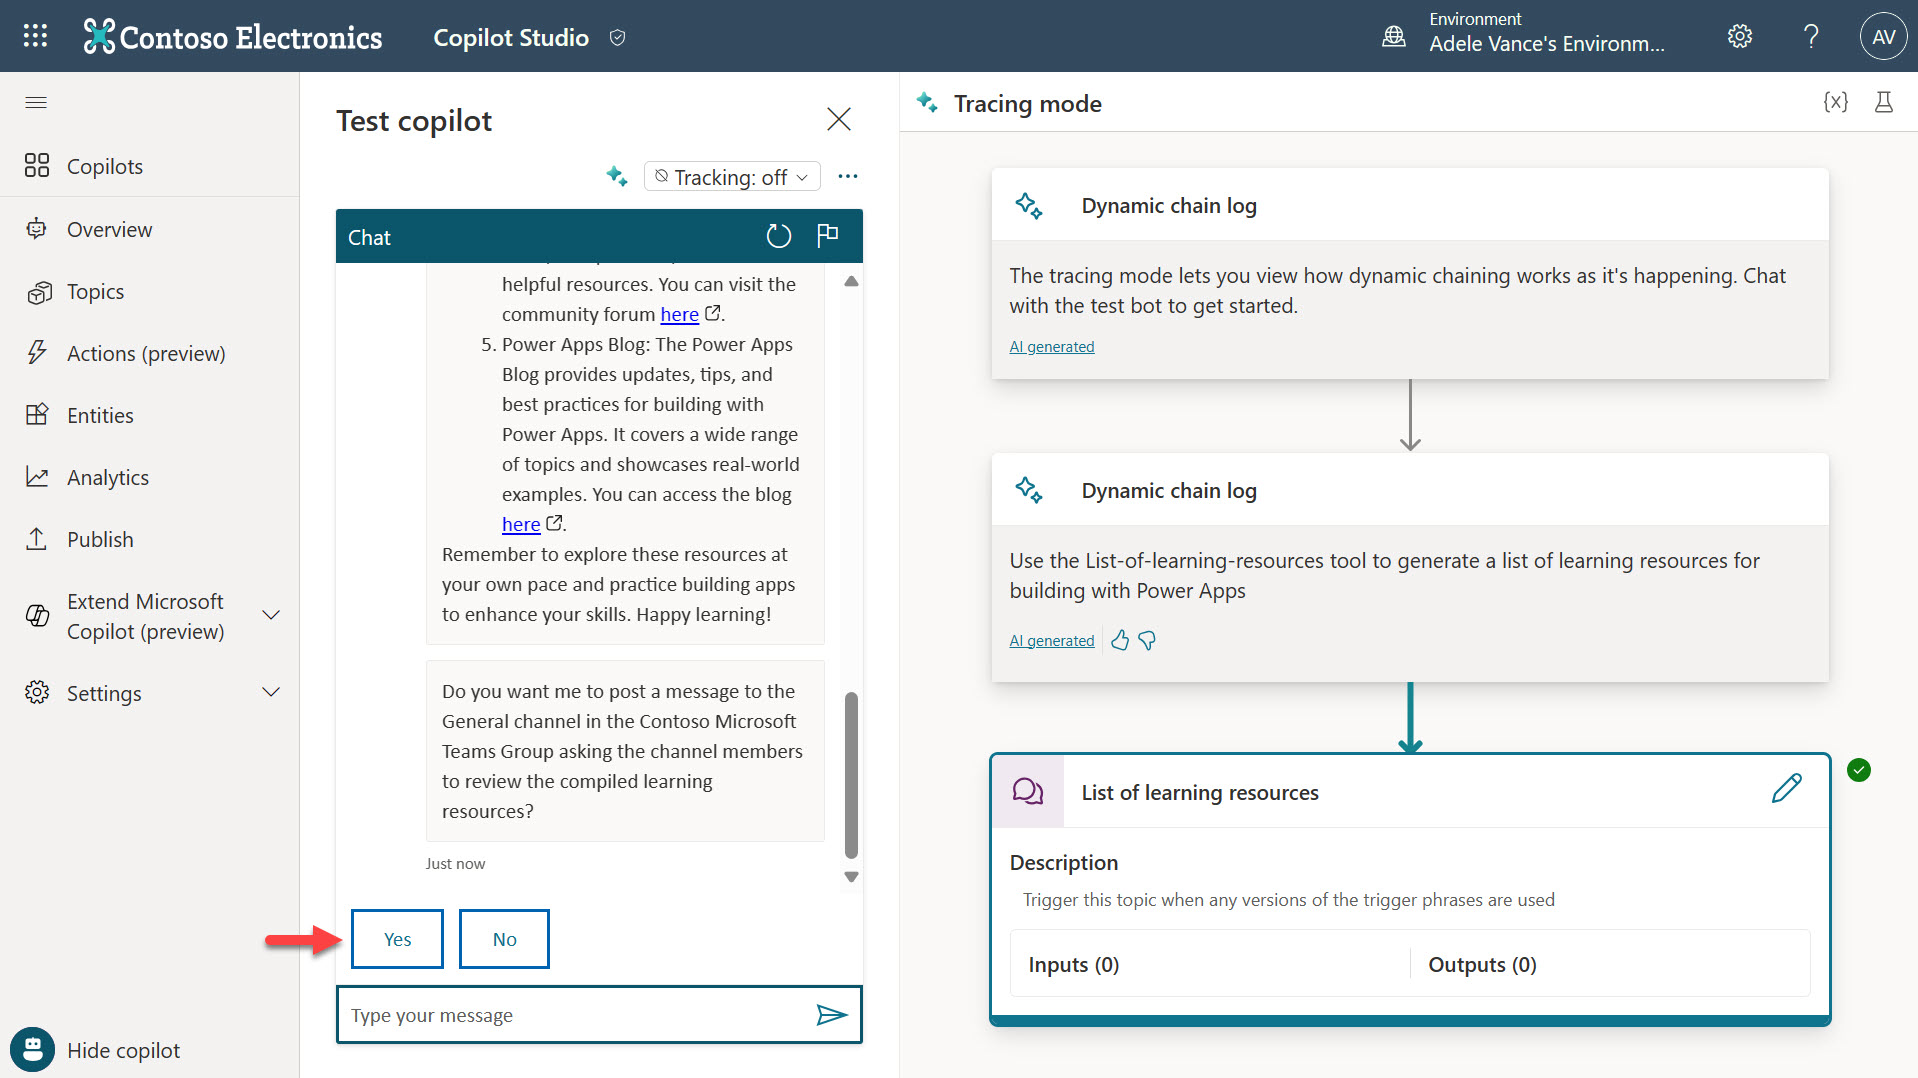 Contoso Electronics
Copilot Studio
Environment
Adele Vance's Environm...
AV
Copilots
Overview
Topics
Actions (preview)
Entities
Analytics
Publish
Extend Microsoft
Copilot (preview)
Settings
Hide copilot
Test copilot
Tracking: off
Chat
helpful resources. You can visit the
community forum here.
5. Power Apps Blog: The Power Apps
Blog provides updates, tips, and
best practices for building with
Power Apps. It covers a wide range
of topics and showcases real-world
examples. You can access the blog
here.
Remember to explore these resources at
your own pace and practice building apps
to enhance your skills. Happy learning!
Do you want me to post a message to the
General channel in the Contoso Microsoft
Teams Group asking the channel members
to review the compiled learning
resources?
Just now
Yes
No
Type your message
Tracing mode
{x}
Dynamic chain log
The tracing mode lets you view how dynamic chaining works as it's happening. Chat
with the test bot to get started.
AI generated
Dynamic chain log
Use the List-of-learning-resources tool to generate a list of learning resources for
building with Power Apps
AI generated
List of learning resources
Description
Trigger this topic when any versions of the trigger phrases are used
Inputs (0)
Outputs (0)